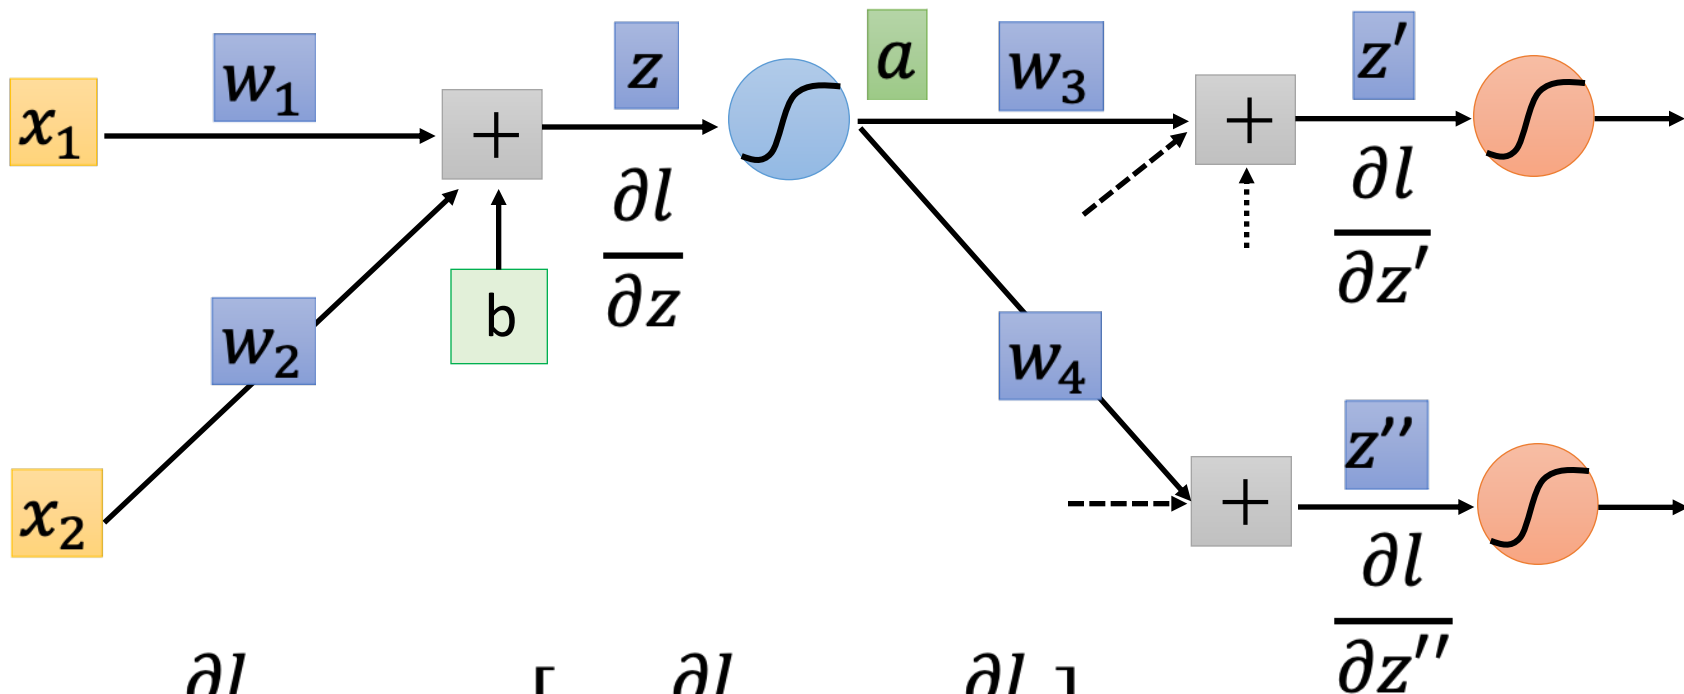 x₁ w₁ + z a w₃ + z′
∂l/∂z ∂l/∂z′
w₂ b w₄
x₂ + z′′
∂l/∂z′′
∂l [ ∂l ∂l ]